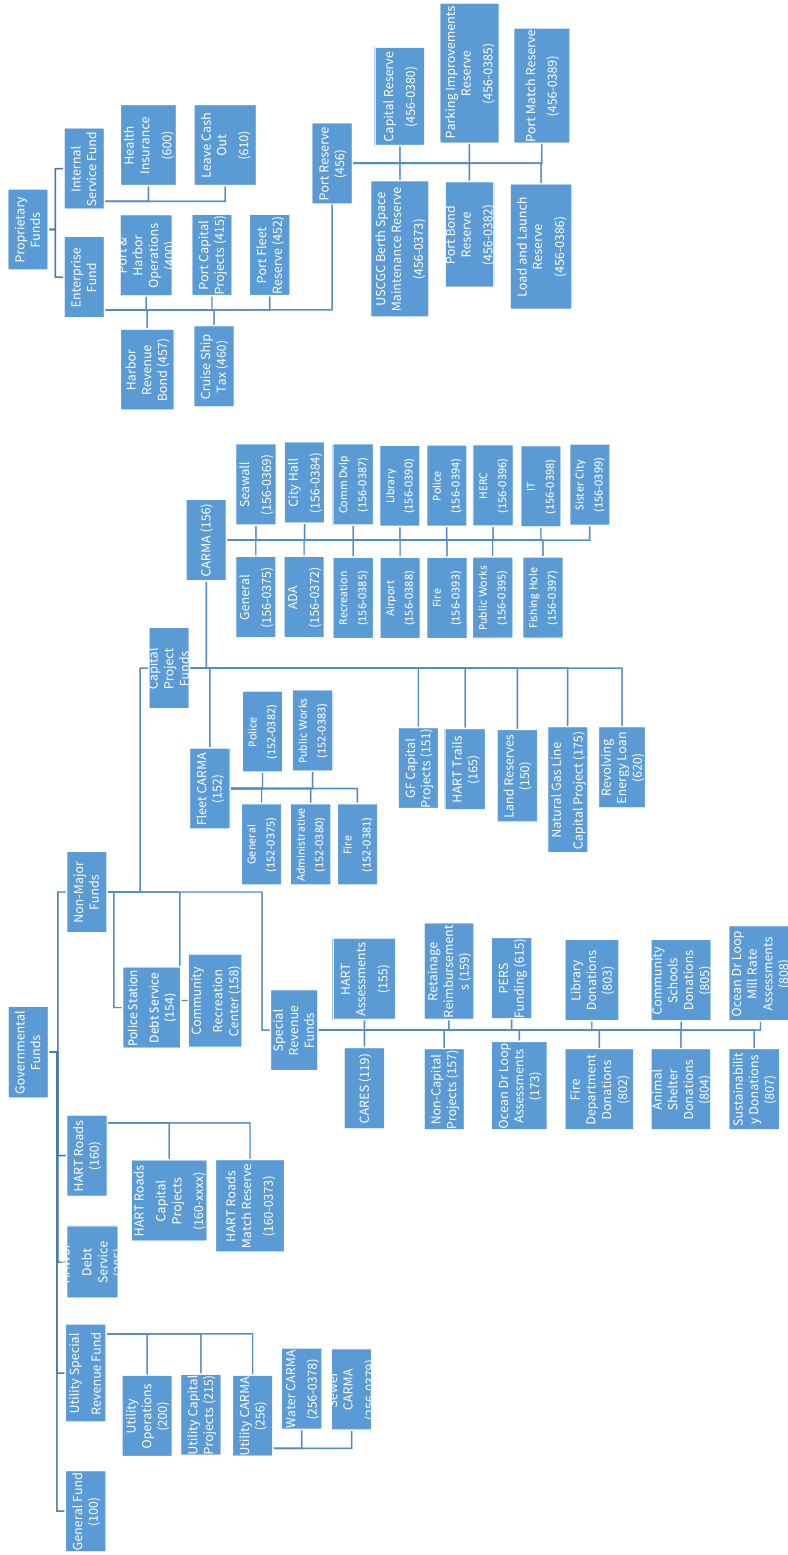 Governmental
Funds
General Fund
(100)
Utility Special
Revenue Fund
Utility
Operations
(200)
Utility Capital
Projects (215)
Utility CARMA
(256)
Water CARMA
(256-0378)
Sewer
CARMA
(256-0379)
Debt
Service
HART Roads
(160)
HART Roads
Capital
Projects
(160-xxxx)
HART Roads
Match Reserve
(160-0373)
Non-Major
Funds
Police Station
Debt Service
(154)
Community
Recreation
Center (158)
Special
Revenue
Funds
CARES (119)
HART
Assessments
(155)
Non-Capital
Projects (157)
Retainage
Reimbursement
s (159)
Ocean Dr Loop
Assessments
(173)
PERS
Funding (615)
Fire
Department
Donations
(802)
Library
Donations
(803)
Animal
Shelter
Donations
(804)
Community
Schools
Donations
(805)
Sustainabilit
y Donations
(807)
Ocean Dr Loop
Mill Rate
Assessments
(808)
Capital
Project
Funds
Fleet CARMA
(152)
General
(152-0375)
Police
(152-0382)
Administrative
(152-0380)
Public Works
(152-0383)
Fire
(152-0381)
GF Capital
Projects (151)
HART Trails
(165)
Land Reserves
(150)
Natural Gas Line
Capital Project (175)
Revolving
Energy Loan
(620)
CARMA (156)
General
(156-0375)
Seawall
(156-0369)
ADA
(156-0372)
City Hall
(156-0384)
Recreation
(156-0385)
Comm Dvlp
(156-0387)
Airport
(156-0388)
Library
(156-0390)
Fire
(156-0393)
Police
(156-0394)
Public Works
(156-0395)
HERC
(156-0396)
Fishing Hole
(156-0397)
IT
(156-0398)
Sister City
(156-0399)
Proprietary
Funds
Enterprise
Fund
Harbor
Revenue
Bond (457)
Port &
Harbor
Operations
(400)
Cruise Ship
Tax (460)
Port Capital
Projects (415)
Port Fleet
Reserve (452)
Port Reserve
(456)
USCGC Berth Space
Maintenance Reserve
(456-0373)
Capital Reserve
(456-0380)
Port Bond
Reserve
(456-0382)
Parking Improvements
Reserve
(456-0385)
Load and Launch
Reserve
(456-0386)
Port Match Reserve
(456-0389)
Internal
Service Fund
Health
Insurance
(600)
Leave Cash
Out
(610)